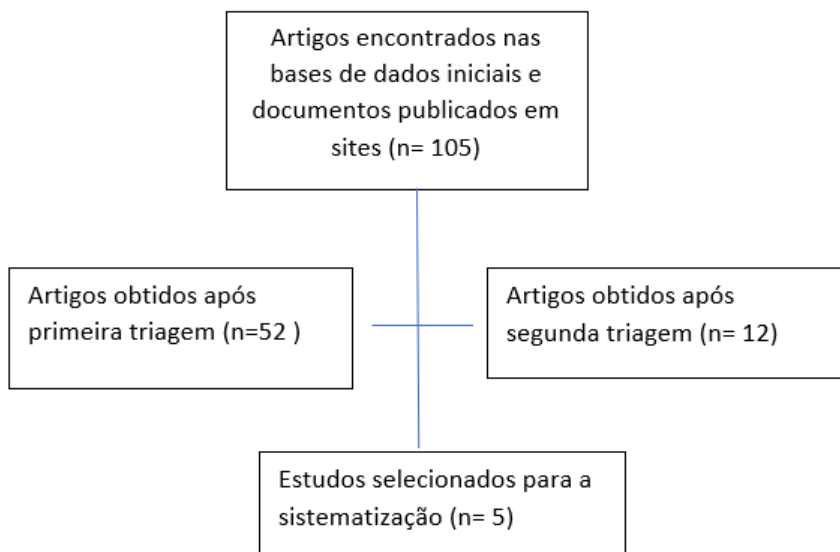 Artigos encontrados nas
bases de dados iniciais e
documentos publicados em
sites (n= 105)
Artigos obtidos após
primeira triagem (n=52 )
Artigos obtidos após
segunda triagem (n= 12)
Estudos selecionados para a
sistematização (n= 5)